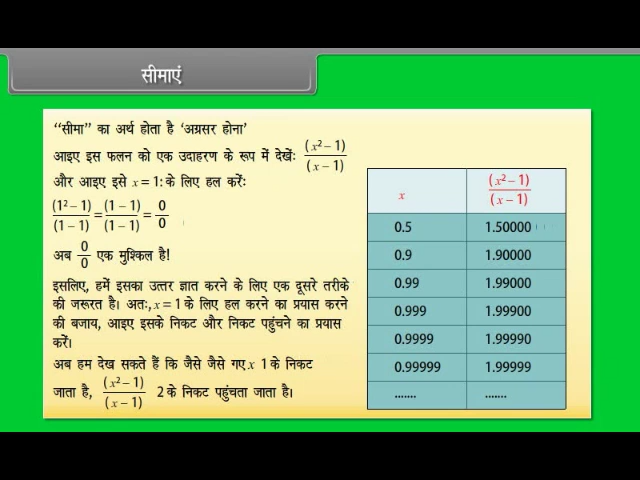 सीमाएं
“सीमा” का अर्थ होता है ‘अग्रसर होना’
आइए इस फलन को एक उदाहरण के रूप में देखें: (x² – 1)/(x – 1)
और आइए इसे x = 1: के लिए हल करें:
(1² – 1)/(1 – 1) = (1 – 1)/(1 – 1) = 0/0
अब 0/0 एक मुश्किल है!
इसलिए, हमें इसका उत्तर ज्ञात करने के लिए एक दूसरे तरीके
की जरूरत है। अतः, x = 1 के लिए हल करने का प्रयास करने
की बजाय, आइए इसके निकट और निकट पहुंचने का प्रयास
करें।
अब हम देख सकते हैं कि जैसे जैसे गए x 1 के निकट
जाता है, (x² – 1)/(x – 1) 2 के निकट पहुंचता जाता है।
x (x² – 1)/(x – 1)
0.5 1.50000
0.9 1.90000
0.99 1.99000
0.999 1.99900
0.9999 1.99990
0.99999 1.99999
....... .......